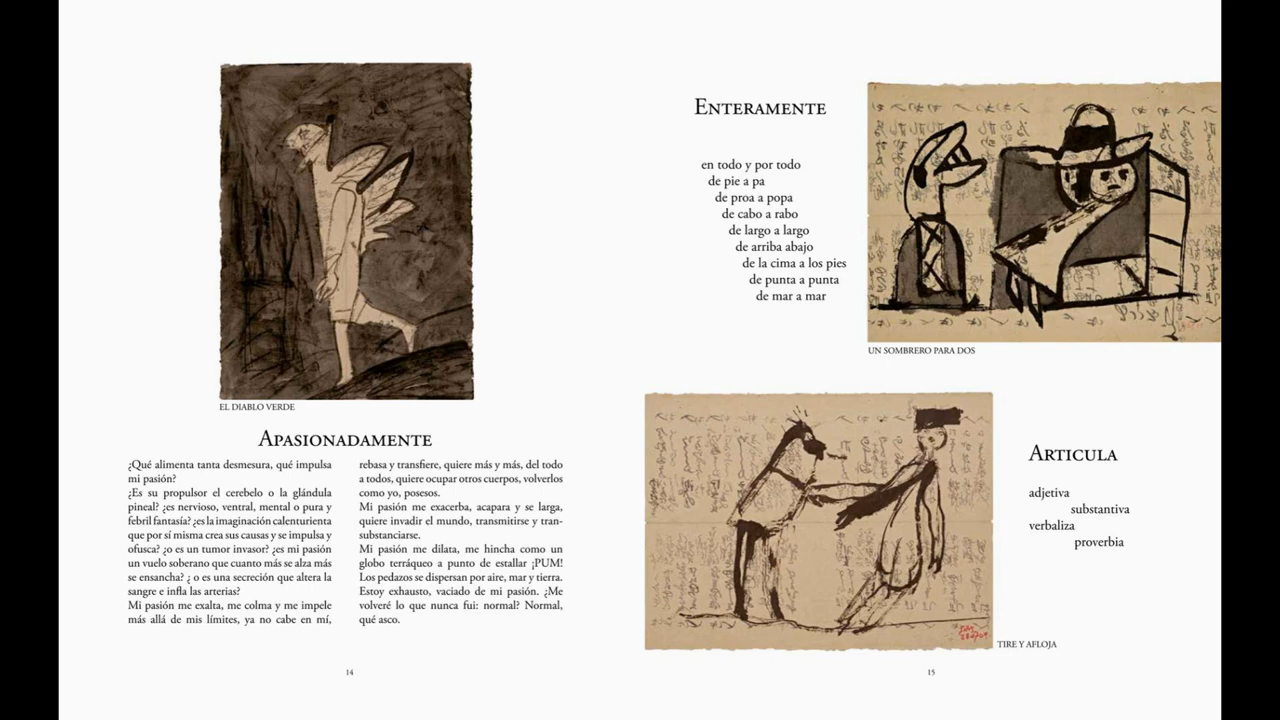 EL DIABLO VERDE
APASIONADAMENTE
¿Qué alimenta tanta desmesura, qué impulsa
mi pasión?
¿Es su propulsor el cerebelo o la glándula
pineal? ¿es nervioso, ventral, mental o pura y
febril fantasía? ¿es la imaginación calenturienta
que por sí misma crea sus causas y se impulsa y
ofusca? ¿o es un tumor invasor? ¿es mi pasión
un vuelo soberano que cuanto más se alza más
se ensancha? ¿ o es una secreción que altera la
sangre e infla las arterias?
Mi pasión me exalta, me colma y me impele
más allá de mis límites, ya no cabe en mí,
rebasa y transfiere, quiere más y más, del todo
a todos, quiere ocupar otros cuerpos, volverlos
como yo, posesos.
Mi pasión me exacerba, acapara y se larga,
quiere invadir el mundo, transmitirse y tran-
substanciarse.
Mi pasión me dilata, me hincha como un
globo terráqueo a punto de estallar ¡PUM!
Los pedazos se dispersan por aire, mar y tierra.
Estoy exhausto, vaciado de mi pasión. ¿Me
volveré lo que nunca fui: normal? Normal,
qué asco.
14
ENTERAMENTE
en todo y por todo
de pie a pa
de proa a popa
de cabo a rabo
de largo a largo
de arriba abajo
de la cima a los pies
de punta a punta
de mar a mar
UN SOMBRERO PARA DOS
ARTICULA
adjetiva
substantiva
verbaliza
proverbia
TIRE Y AFLOJA
15